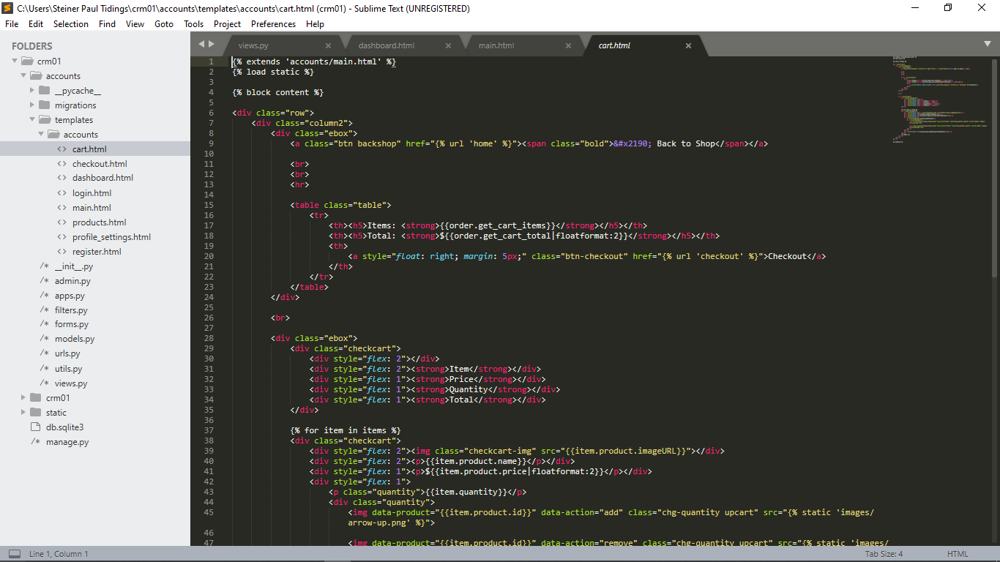 C:\Users\Steiner Paul Tidings\crm01\accounts\templates\accounts\cart.html (crm01) - Sublime Text (UNREGISTERED)
File Edit Selection Find View Goto Tools Project Preferences Help
FOLDERS
crm01
accounts
__pycache__
migrations
templates
accounts
cart.html
checkout.html
dashboard.html
login.html
main.html
products.html
profile_settings.html
register.html
/* __init__.py
/* admin.py
/* apps.py
/* filters.py
/* forms.py
/* models.py
/* urls.py
/* utils.py
/* views.py
crm01
static
db.sqlite3
/* manage.py
views.py × dashboard.html × main.html × cart.html ×
1 {% extends 'accounts/main.html' %}
2 {% load static %}
3
4 {% block content %}
5
6 <div class="row">
7 <div class="column2">
8 <div class="ebox">
9 <a class="btn backshop" href="{% url 'home' %}"><span class="bold">&#x2190; Back to Shop</span></a>
10
11 <br>
12 <br>
13 <hr>
14
15 <table class="table">
16 <tr>
17 <th><h5>Items: <strong>{{order.get_cart_items}}</strong></h5></th>
18 <th><h5>Total: <strong>${{order.get_cart_total|floatformat:2}}</strong></h5></th>
19 <th>
20 <a style="float: right; margin: 5px;" class="btn-checkout" href="{% url 'checkout' %}">Checkout</a>
21 </th>
22 </tr>
23 </table>
24 </div>
25
26 <br>
27
28 <div class="ebox">
29 <div class="checkcart">
30 <div style="flex: 2"></div>
31 <div style="flex: 2"><strong>Item</strong></div>
32 <div style="flex: 1"><strong>Price</strong></div>
33 <div style="flex: 1"><strong>Quantity</strong></div>
34 <div style="flex: 1"><strong>Total</strong></div>
35 </div>
36
37 {% for item in items %}
38 <div class="checkcart">
39 <div style="flex: 2"><img class="checkcart-img" src="{{item.product.imageURL}}"></div>
40 <div style="flex: 2"><p>{{item.product.name}}</p></div>
41 <div style="flex: 1"><p>${{item.product.price|floatformat:2}}</p></div>
42 <div style="flex: 1">
43 <p class="quantity">{{item.quantity}}</p>
44 <div class="quantity">
45 <img data-product="{{item.product.id}}" data-action="add" class="chg-quantity upcart" src="{% static 'images/
arrow-up.png' %}">
46
47 <img data-product="{{item.product.id}}" data-action="remove" class="chg-quantity upcart" src="{% static 'images/
Line 1, Column 1
Tab Size: 4
HTML